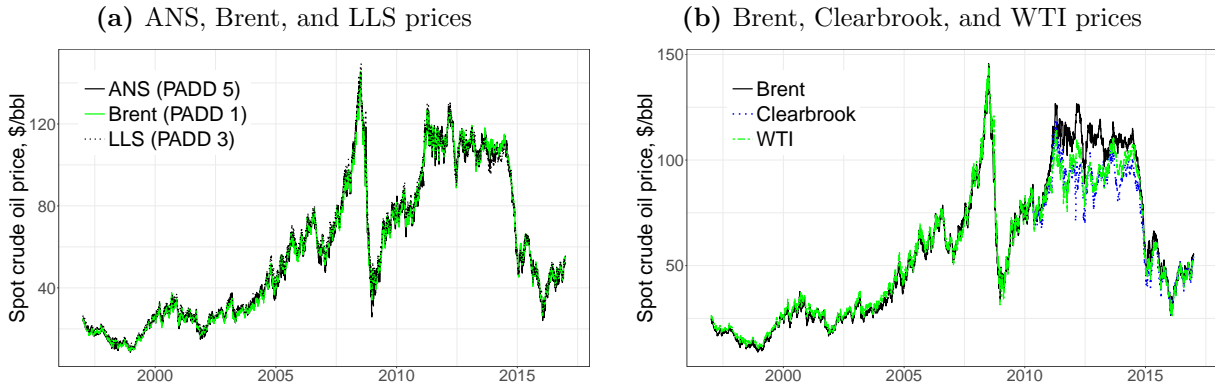 (a) ANS, Brent, and LLS prices
Spot crude oil price, $/bbl
120
80
40
ANS (PADD 5)
Brent (PADD 1)
LLS (PADD 3)
2000 2005 2010 2015
(b) Brent, Clearbrook, and WTI prices
Spot crude oil price, $/bbl
150
100
50
Brent
Clearbrook
WTI
2000 2005 2010 2015